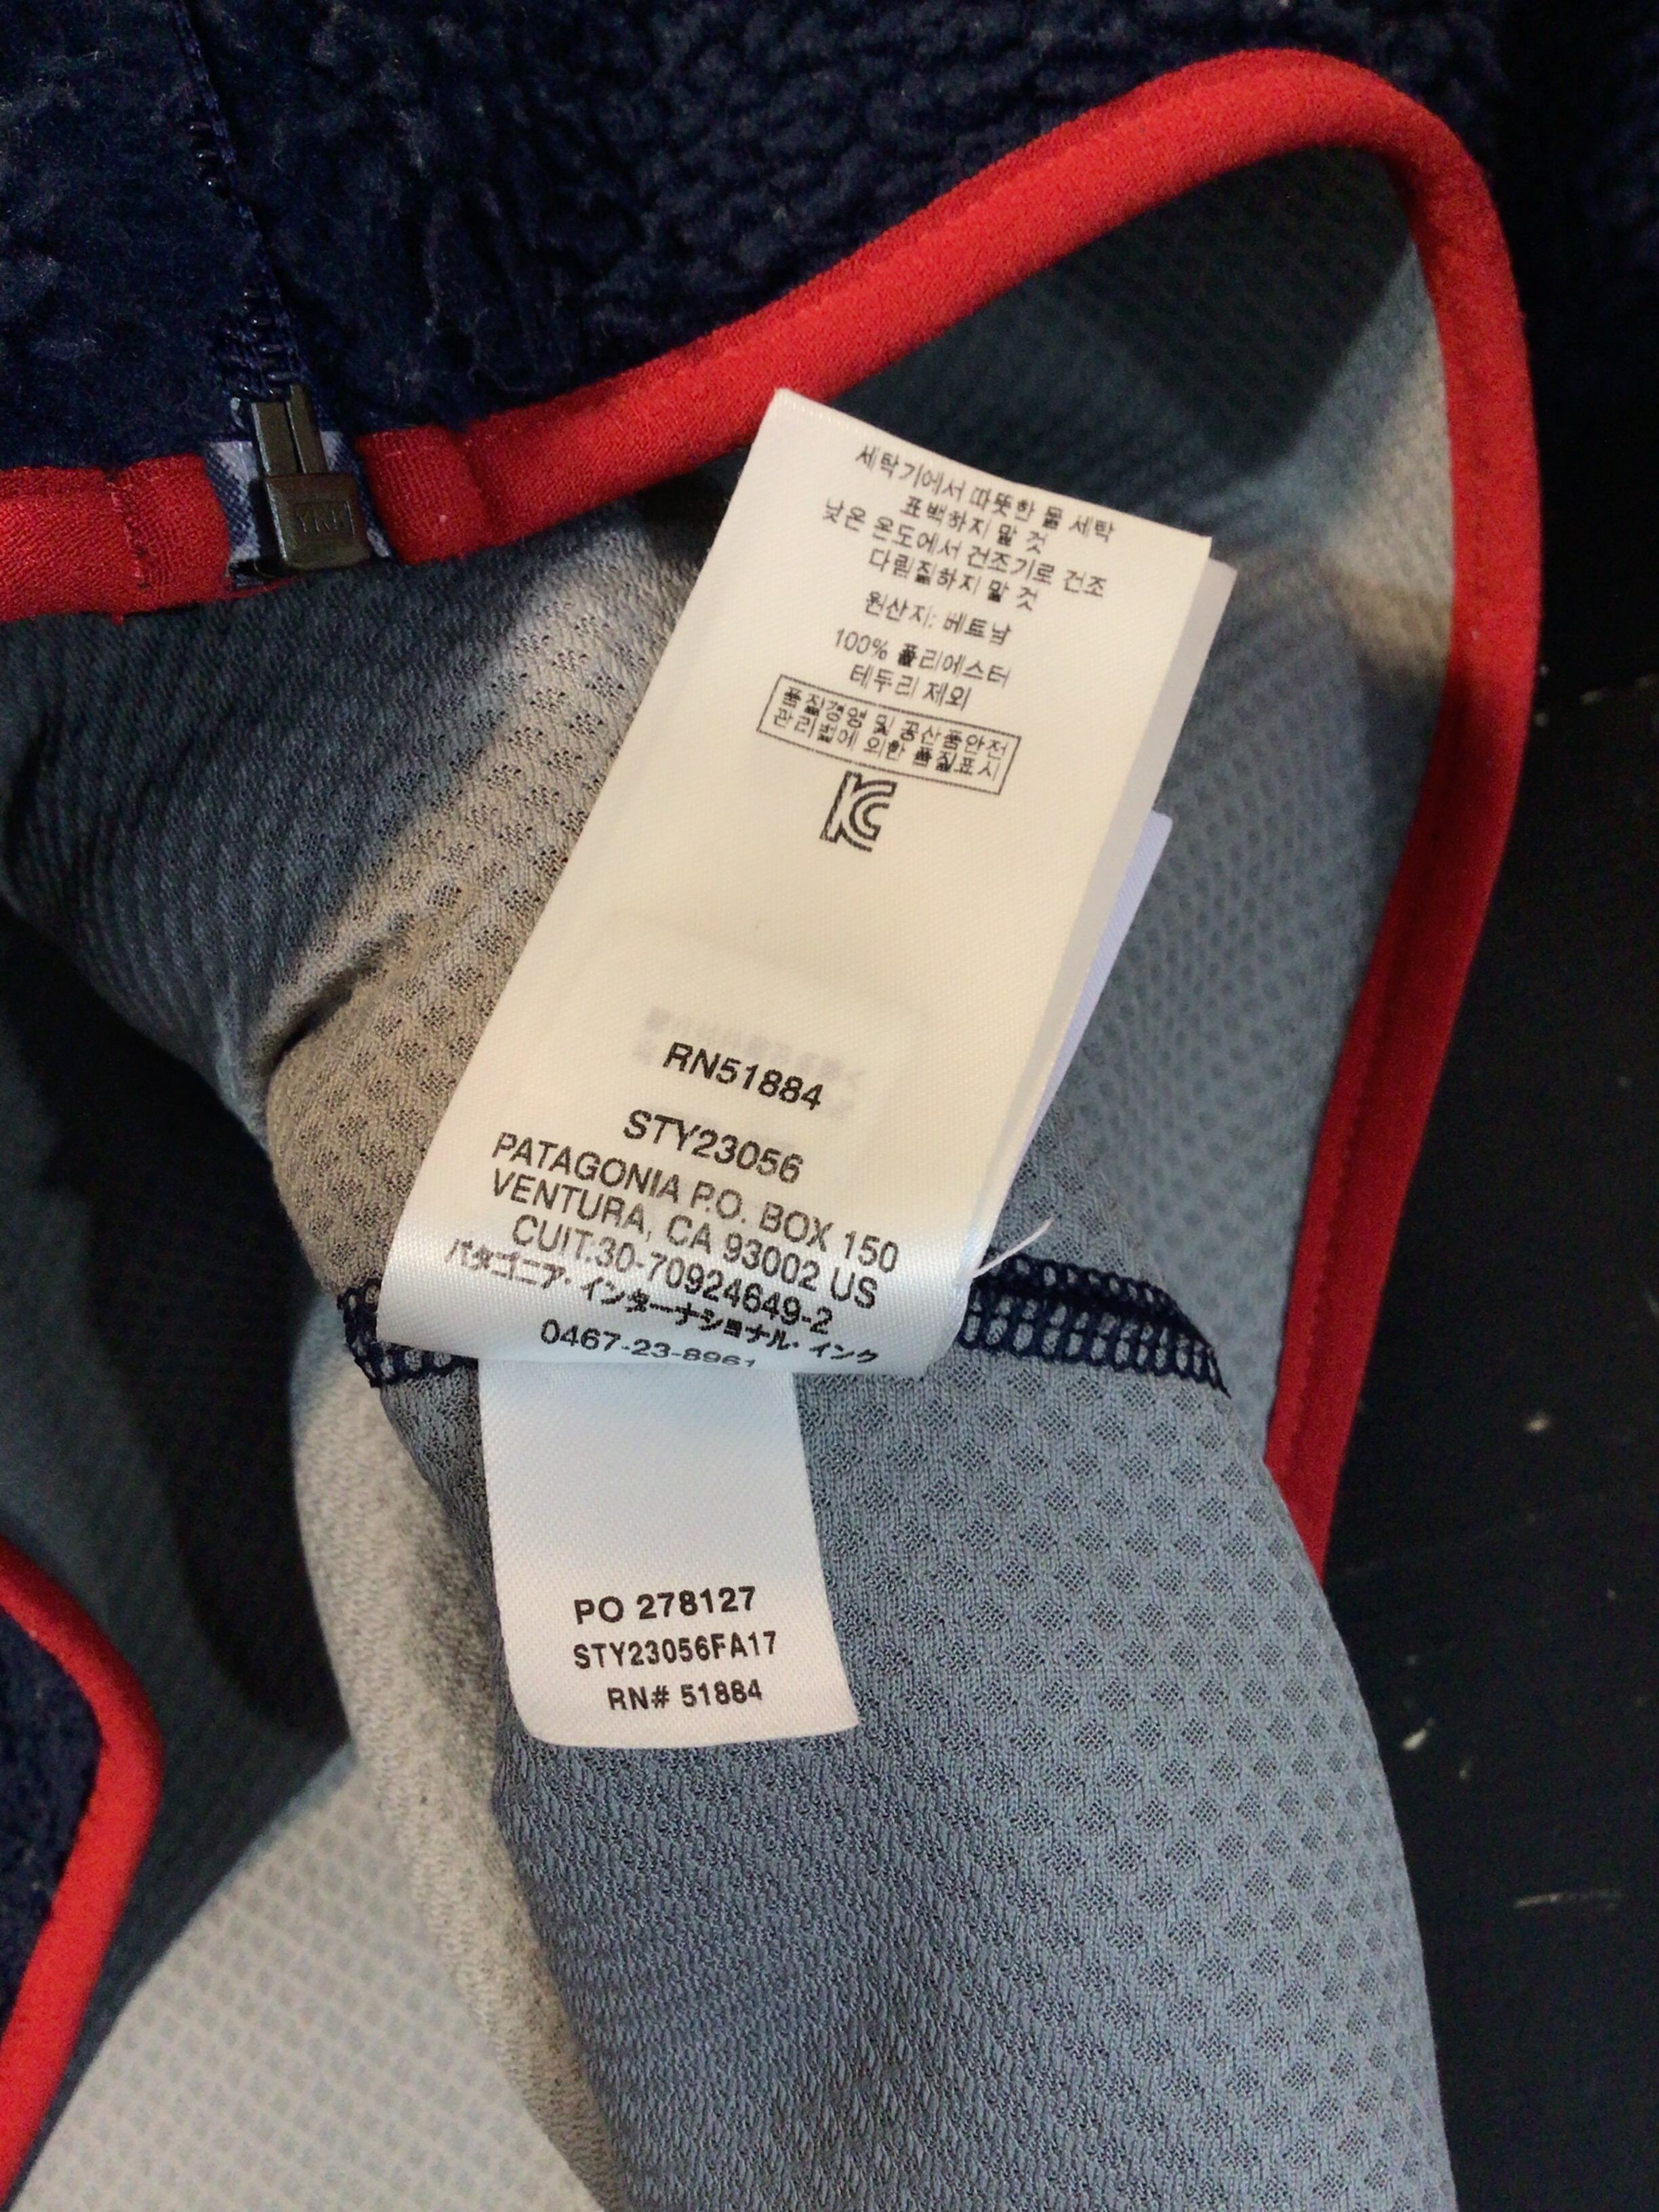 YKK
세탁기에서 따뜻한 물 세탁
표백하지 말 것
낮은 온도에서 건조기로 건조
다림질하지 말 것
원산지: 베트남
100% 폴리에스터
테두리 제외
품질경영 및 공산품안전
관리법에 의한 품질표시
KC
RN51884
STY23056
PATAGONIA P.O. BOX 150
VENTURA, CA 93002 US
CUIT.30-70924649-2
パタゴニア・インターナショナル・インク
0467-23-8961
PO 278127
STY23056FA17
RN# 51884